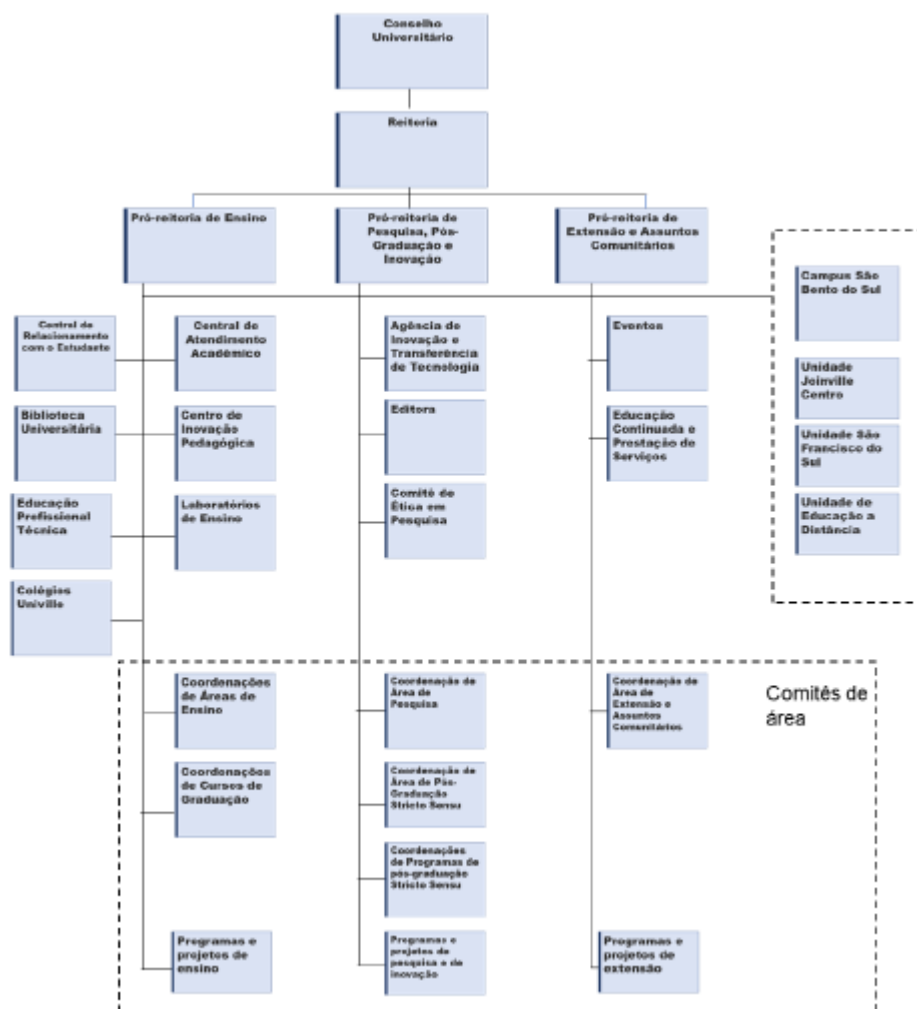 Conselho
Universitário
Reitoria
Pró-reitoria de Ensino
Pró-reitoria de
Pesquisa, Pós-
Graduação e
Inovação
Pró-reitoria de
Extensão e Assuntos
Comunitários
Campus São
Bento do Sul
Unidade
Joinville
Centro
Unidade São
Francisco do
Sul
Unidade de
Educação a
Distância
Central de
Relacionamento
com o Estudante
Central de
Atendimento
Acadêmico
Agência de
Inovação e
Transferência
de Tecnologia
Eventos
Biblioteca
Universitária
Centro de
Inovação
Pedagógica
Editora
Educação
Continuada e
Prestação de
Serviços
Educação
Profissional
Técnica
Laboratórios
de Ensino
Comitê de
Ética em
Pesquisa
Colégios
Univille
Coordenações
de Áreas de
Ensino
Coordenação de
Área de
Pesquisa
Coordenação de
Área de
Extensão e
Assuntos
Comunitários
Comitês de
área
Coordenações
de Cursos de
Graduação
Coordenação de
Área de Pós-
Graduação
Stricto Sensu
Coordenações
de Programas de
pós-graduação
Stricto Sensu
Programas e
projetos de
ensino
Programas e
projetos de
pesquisa e de
inovação
Programas e
projetos de
extensão